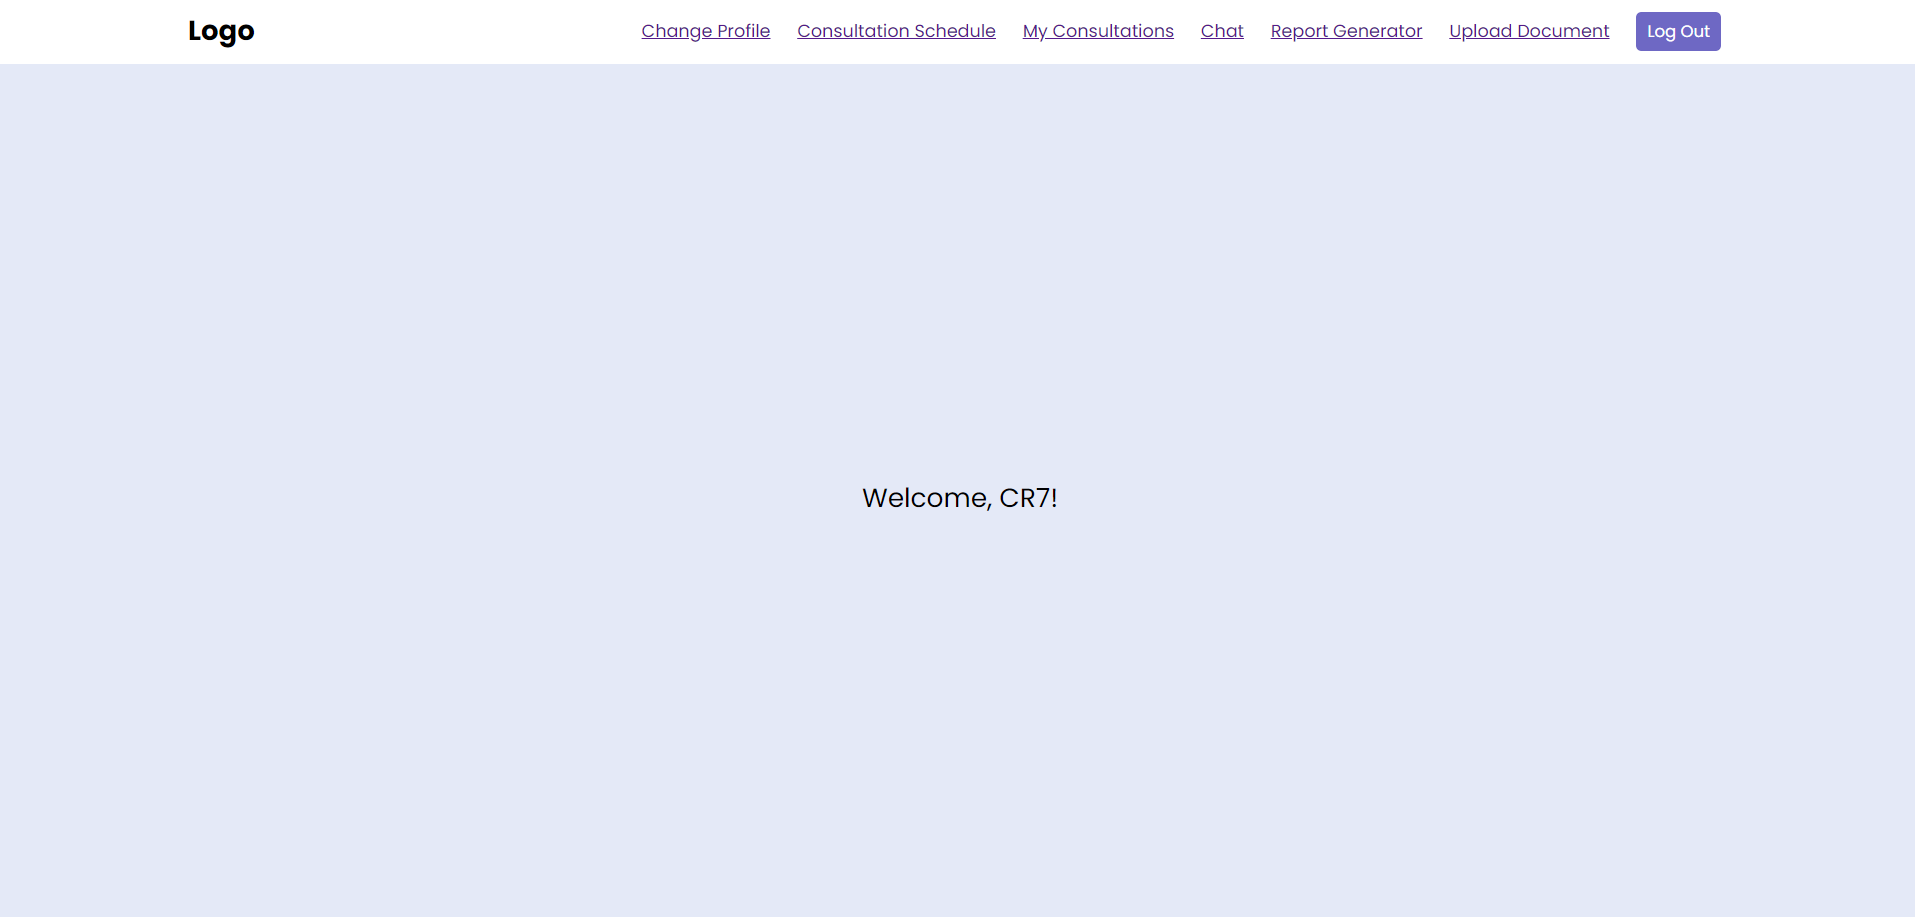 Logo
Change Profile Consultation Schedule My Consultations Chat Report Generator Upload Document Log Out
Welcome, CR7!